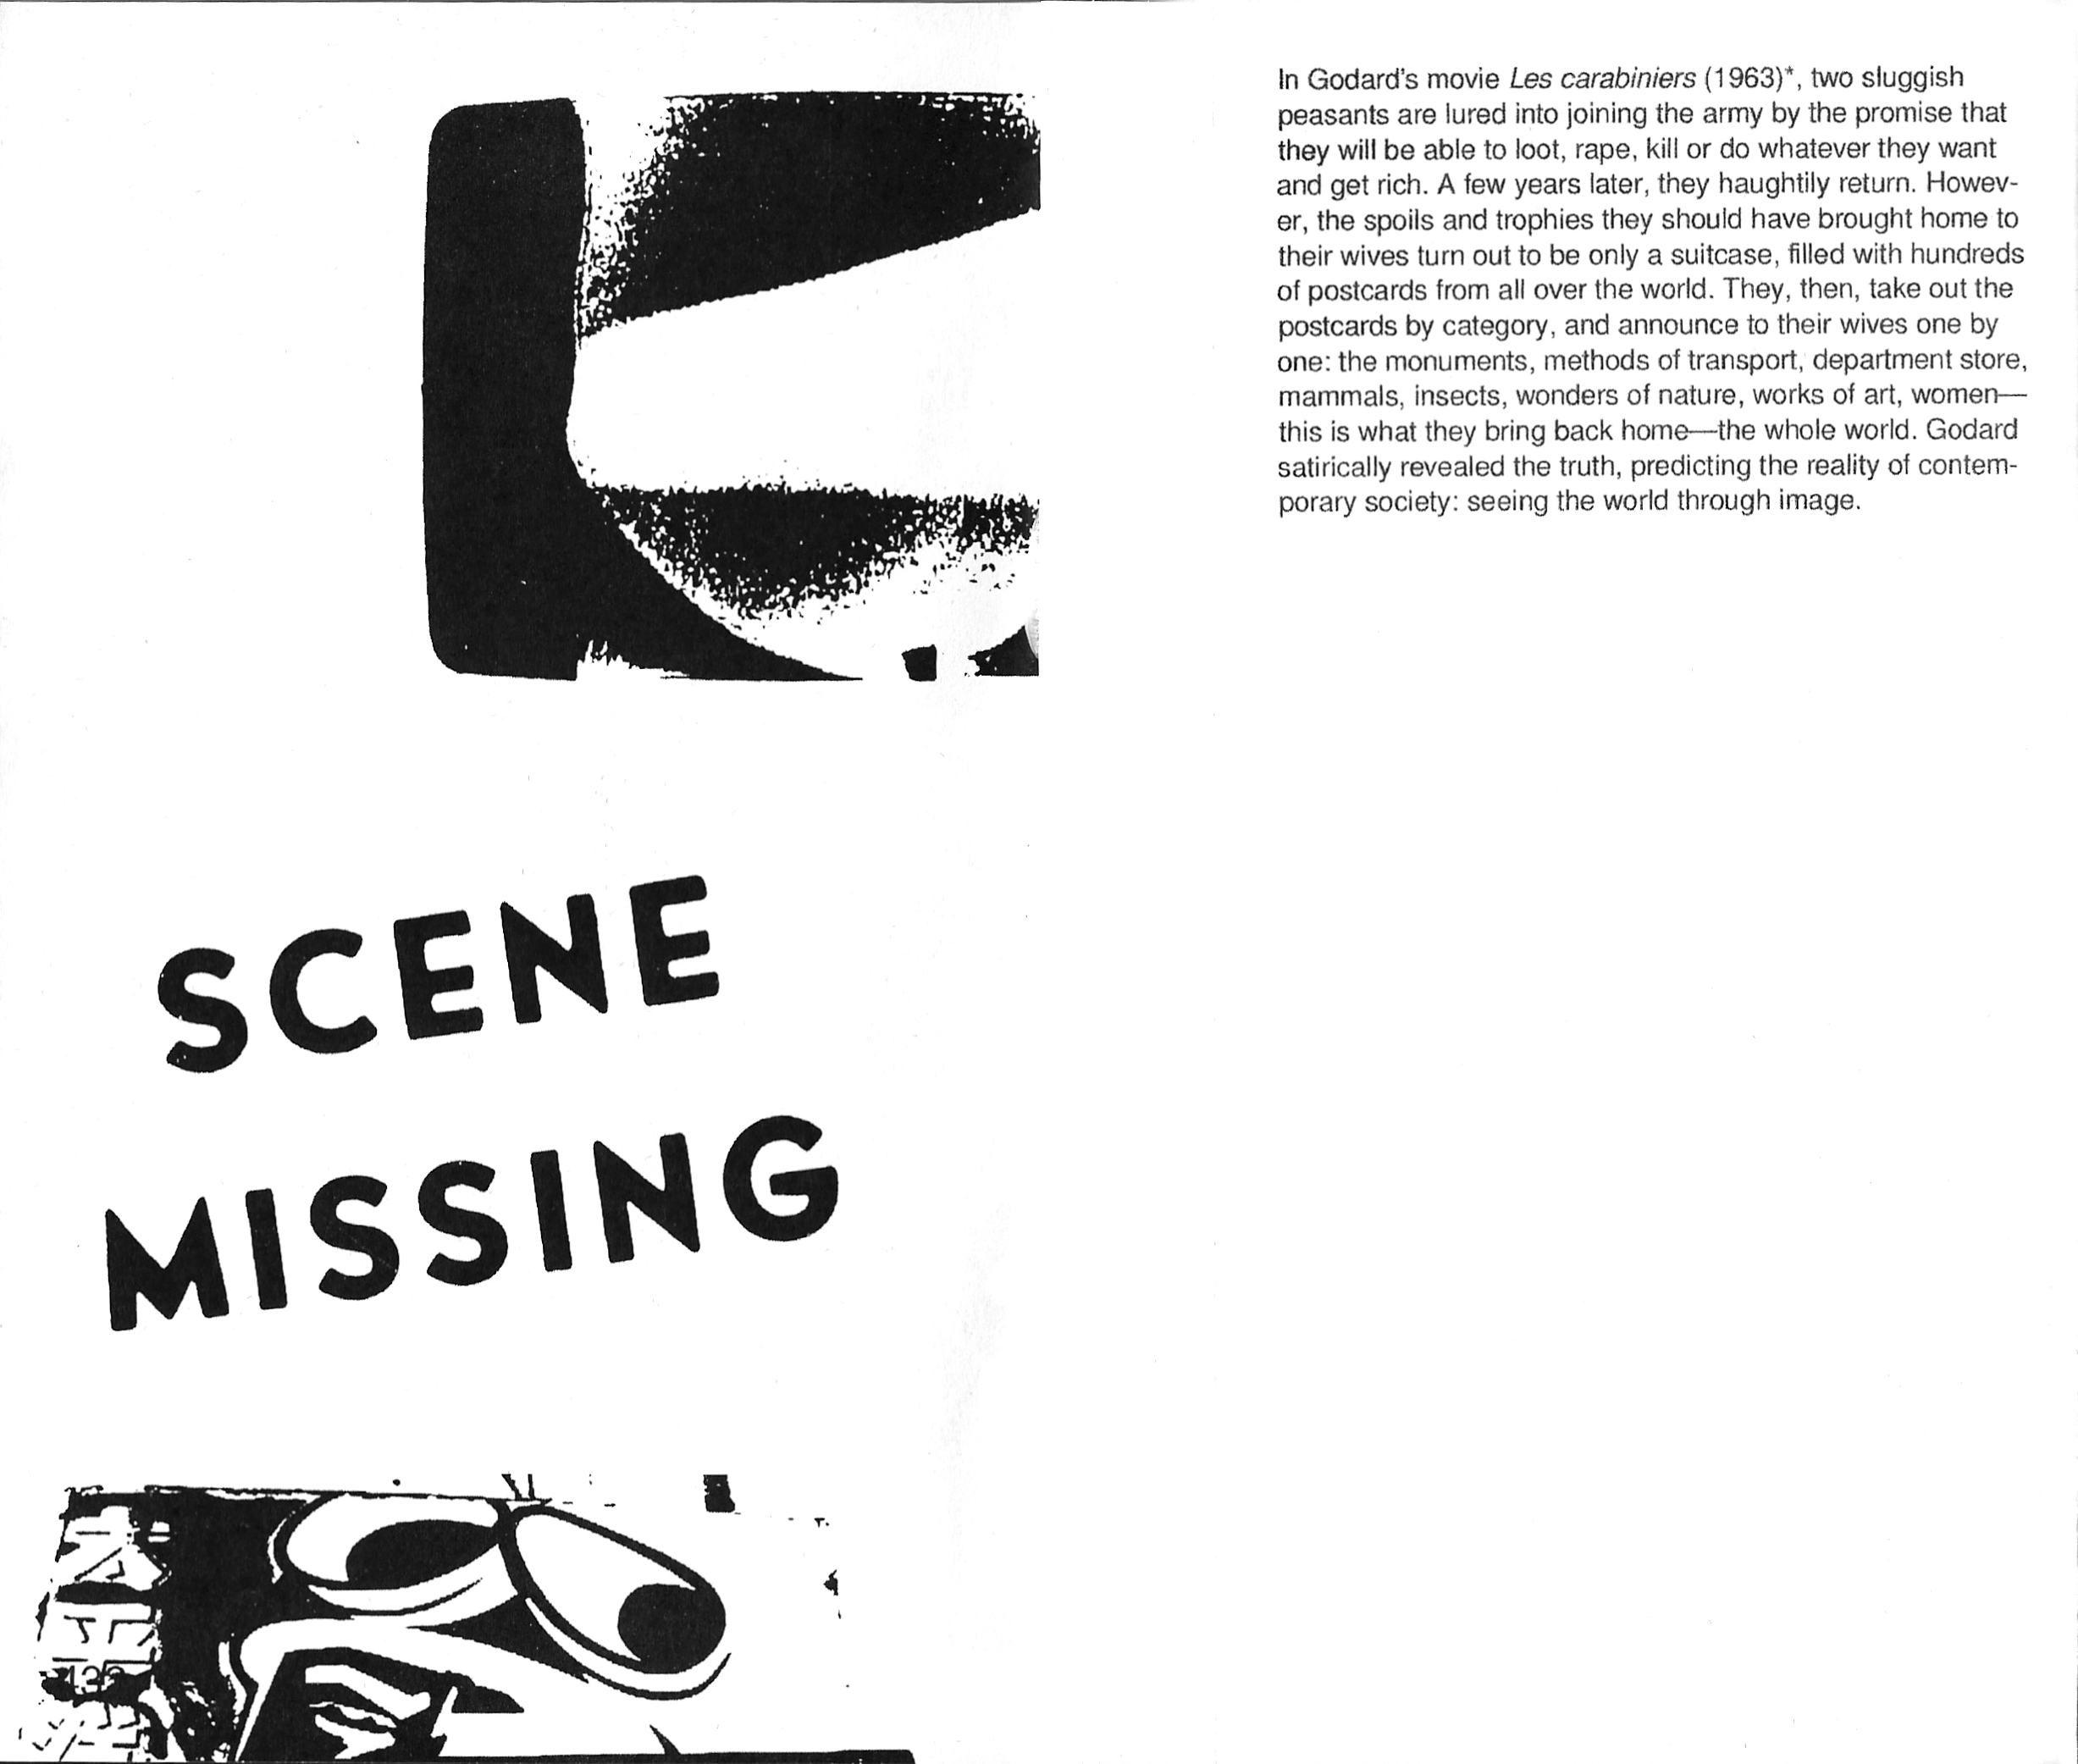 SCENE
MISSING
In Godard's movie Les carabiniers (1963)*, two sluggish
peasants are lured into joining the army by the promise that
they will be able to loot, rape, kill or do whatever they want
and get rich. A few years later, they haughtily return. Howev-
er, the spoils and trophies they should have brought home to
their wives turn out to be only a suitcase, filled with hundreds
of postcards from all over the world. They, then, take out the
postcards by category, and announce to their wives one by
one: the monuments, methods of transport, department store,
mammals, insects, wonders of nature, works of art, women—
this is what they bring back home—the whole world. Godard
satirically revealed the truth, predicting the reality of contem-
porary society: seeing the world through image.